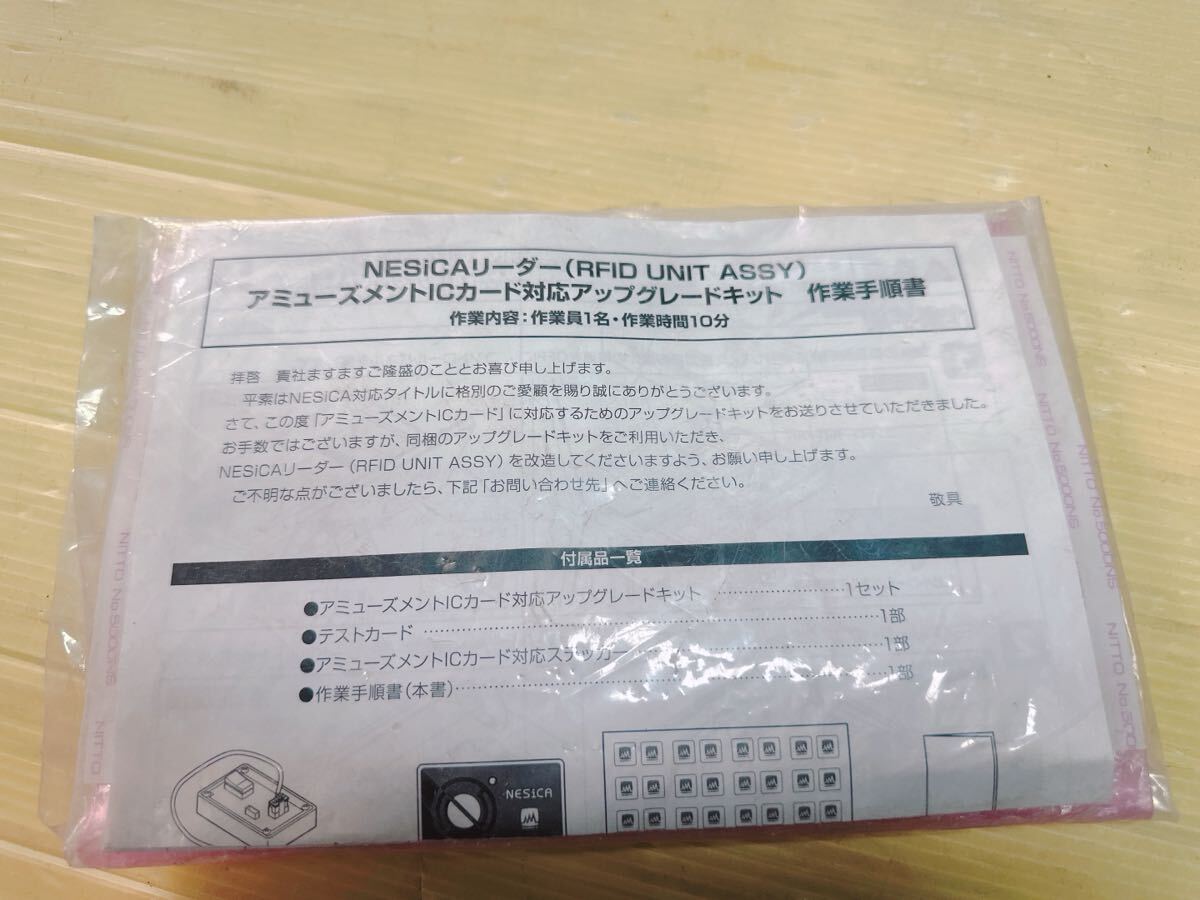 NESiCAリーダー(RFID UNIT ASSY)
アミューズメントICカード対応アップグレードキット 作業手順書
作業内容:作業員1名・作業時間10分
拝啓 貴社ますますご隆盛のこととお喜び申し上げます。
平素はNESiCA対応タイトルに格別のご愛顧を賜り誠にありがとうございます。
さて、この度「アミューズメントICカード」に対応するためのアップグレードキットをお送りさせていただきました。
お手数ではございますが、同梱のアップグレードキットをご利用いただき、
NESiCAリーダー(RFID UNIT ASSY)を改造してくださいますよう、お願い申し上げます。
ご不明な点がございましたら、下記「お問い合わせ先」へご連絡ください。
敬具
付属品一覧
●アミューズメントICカード対応アップグレードキット ……………………1セット
●テストカード ……………………………………………………1部
●アミューズメントICカード対応ステッカー……………………………1部
●作業手順書(本書)………………………………………………1部
NESiCA
NITTO No.5000NS
NITTO No.5000NS
NITTO No.5000NS
NITTO No.5000NS
NITTO No.500
NITTO